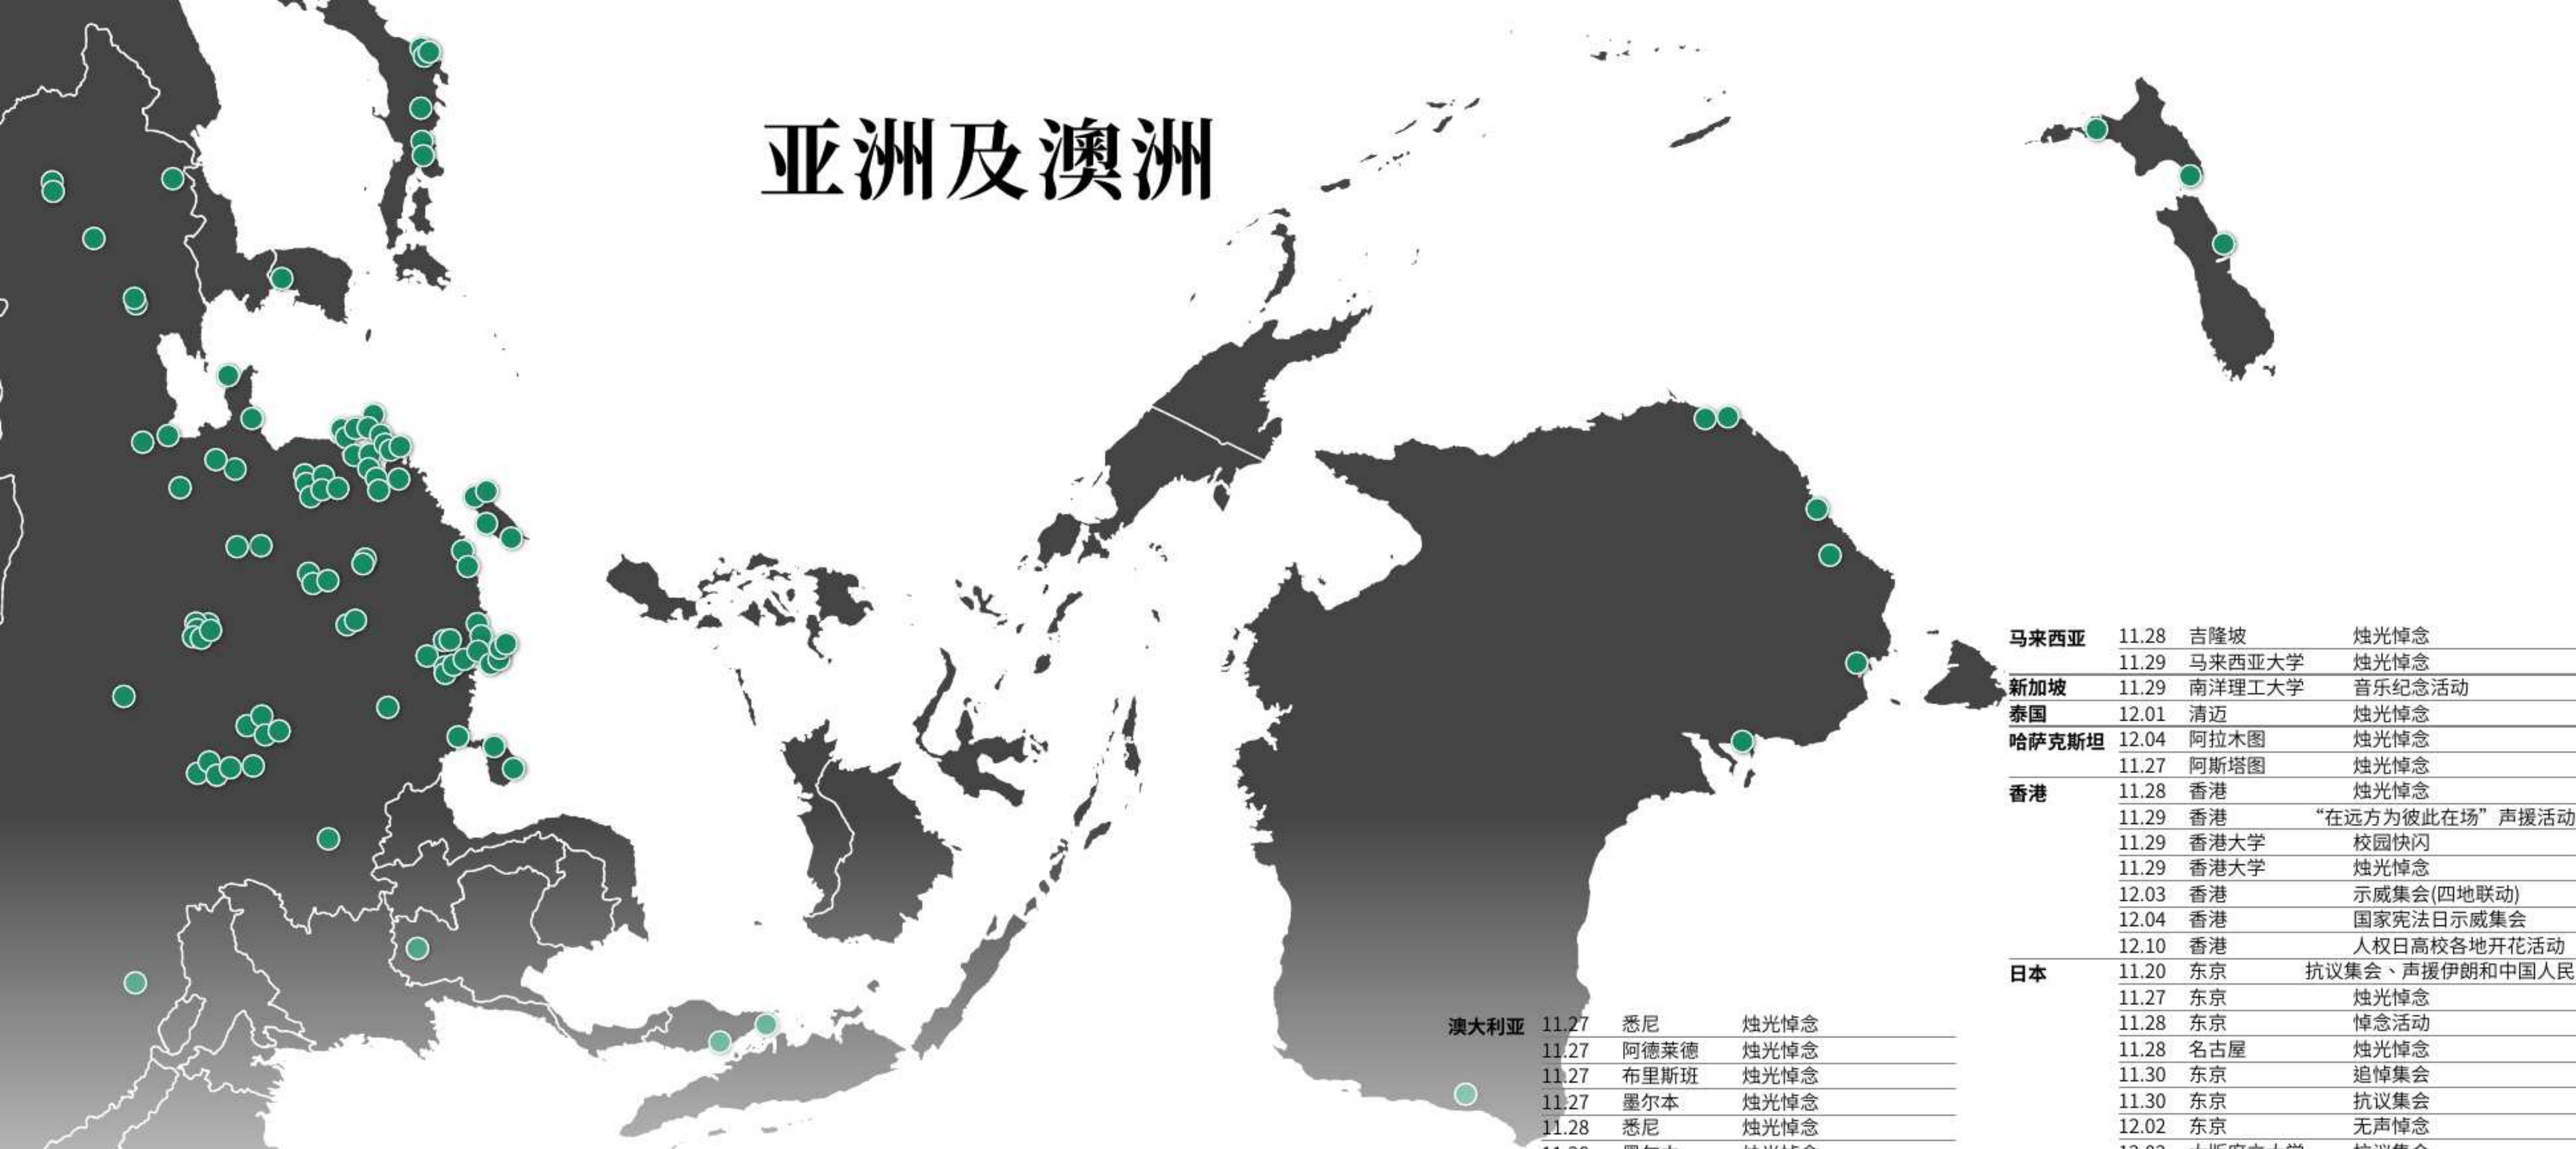 亚洲及澳洲
马来西亚 11.28 吉隆坡 烛光悼念
11.29 马来西亚大学 烛光悼念
新加坡 11.29 南洋理工大学 音乐纪念活动
泰国 12.01 清迈 烛光悼念
哈萨克斯坦 12.04 阿拉木图 烛光悼念
11.27 阿斯塔图 烛光悼念
香港 11.28 香港 烛光悼念
11.29 香港 “在远方为彼此在场”声援活动
11.29 香港大学 校园快闪
11.29 香港大学 烛光悼念
12.03 香港 示威集会(四地联动)
12.04 香港 国家宪法日示威集会
12.10 香港 人权日高校各地开花活动
日本 11.20 东京 抗议集会、声援伊朗和中国人民
11.27 东京 烛光悼念
11.28 东京 悼念活动
11.28 名古屋 烛光悼念
11.30 东京 追悼集会
11.30 东京 抗议集会
12.02 东京 无声悼念
澳大利亚 11.27 悉尼 烛光悼念
11.27 阿德莱德 烛光悼念
11.27 布里斯班 烛光悼念
11.27 墨尔本 烛光悼念
11.28 悉尼 烛光悼念